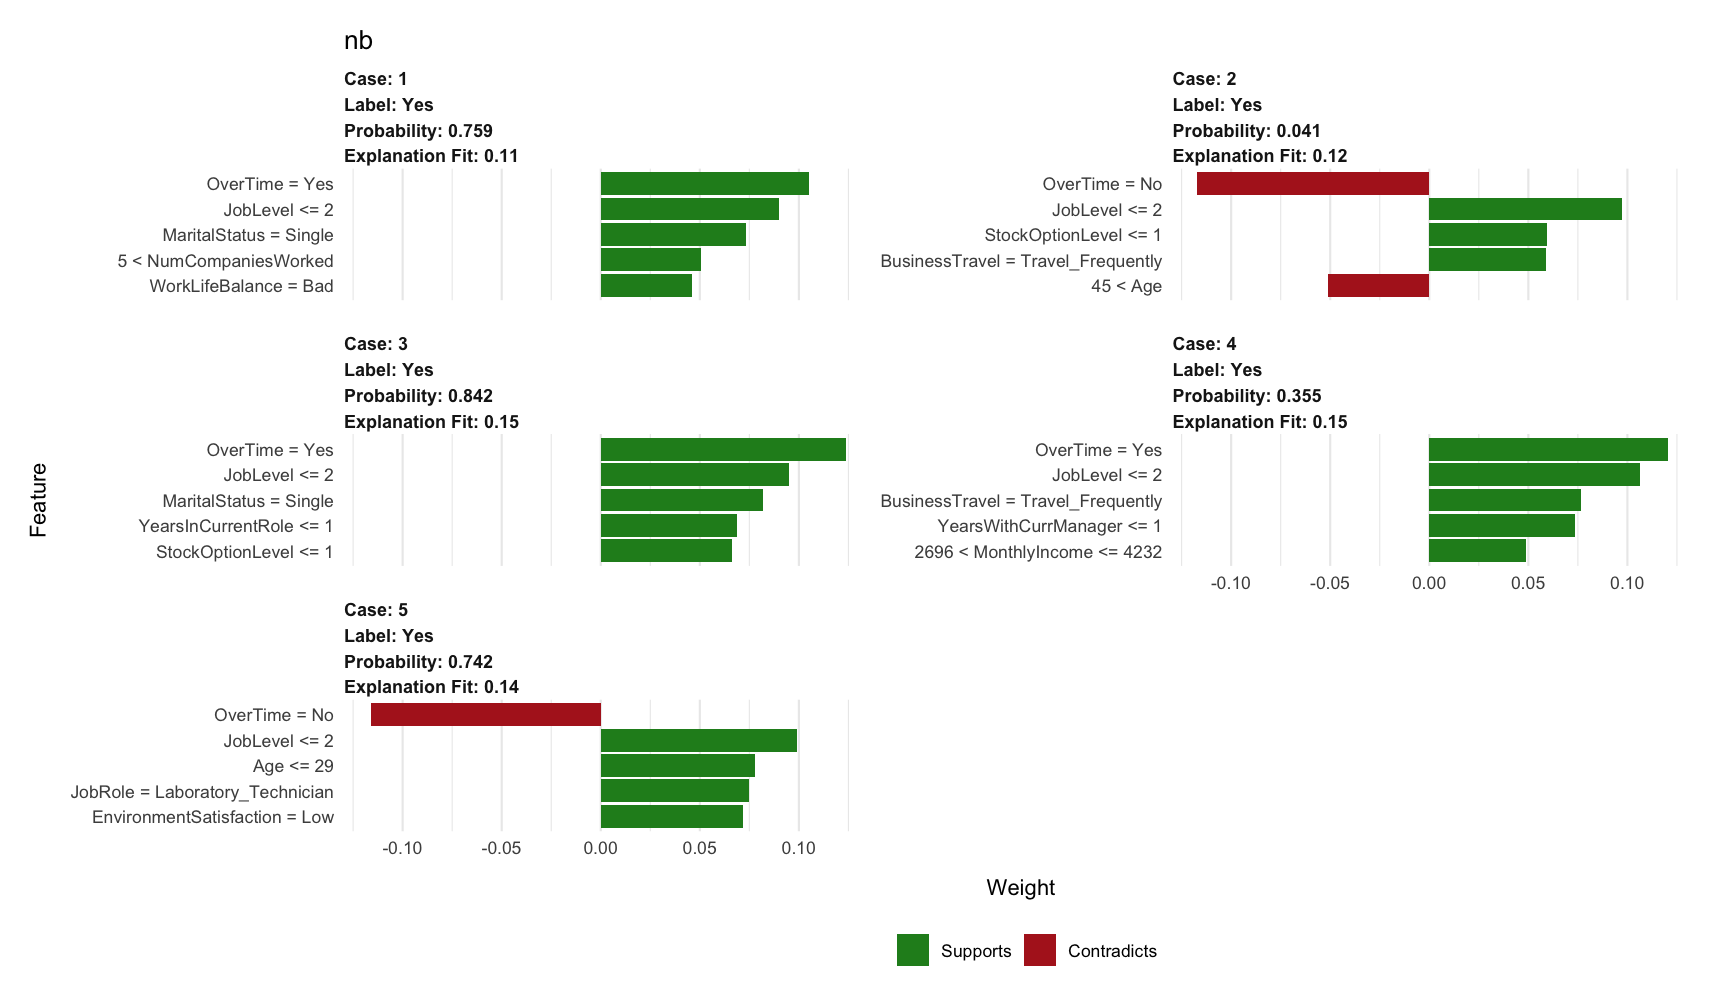 nb
Case: 1
Label: Yes
Probability: 0.759
Explanation Fit: 0.11
OverTime = Yes
JobLevel <= 2
MaritalStatus = Single
5 < NumCompaniesWorked
WorkLifeBalance = Bad
Case: 2
Label: Yes
Probability: 0.041
Explanation Fit: 0.12
OverTime = No
JobLevel <= 2
StockOptionLevel <= 1
BusinessTravel = Travel_Frequently
45 < Age
Case: 3
Label: Yes
Probability: 0.842
Explanation Fit: 0.15
OverTime = Yes
JobLevel <= 2
MaritalStatus = Single
YearsInCurrentRole <= 1
StockOptionLevel <= 1
Case: 4
Label: Yes
Probability: 0.355
Explanation Fit: 0.15
OverTime = Yes
JobLevel <= 2
BusinessTravel = Travel_Frequently
YearsWithCurrManager <= 1
2696 < MonthlyIncome <= 4232
-0.10 -0.05 0.00 0.05 0.10
Case: 5
Label: Yes
Probability: 0.742
Explanation Fit: 0.14
OverTime = No
JobLevel <= 2
Age <= 29
JobRole = Laboratory_Technician
EnvironmentSatisfaction = Low
-0.10 -0.05 0.00 0.05 0.10
Feature
Weight
Supports Contradicts